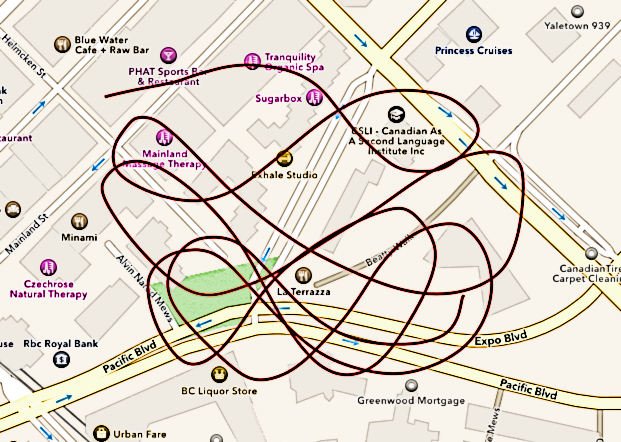 Yaletown 939
Blue Water
Cafe + Raw Bar
Princess Cruises
Helmcken St
Tranquility
Organic Spa
PHAT Sports Bar
& Restaurant
Sugarbox
- Canadian As
A Second Language
Institute Inc
Mainland
Massage Therapy
Exhale Studio
Mainland St
Minami
Beatty Walk
Alvin Narod Mews
Czechrose
Natural Therapy
La Terrazza
Canadian Tire
Carpet Cleaning
Rbc Royal Bank
Pacific Blvd
Expo Blvd
BC Liquor Store
Pacific Blvd
Greenwood Mortgage
Mews
Urban Fare